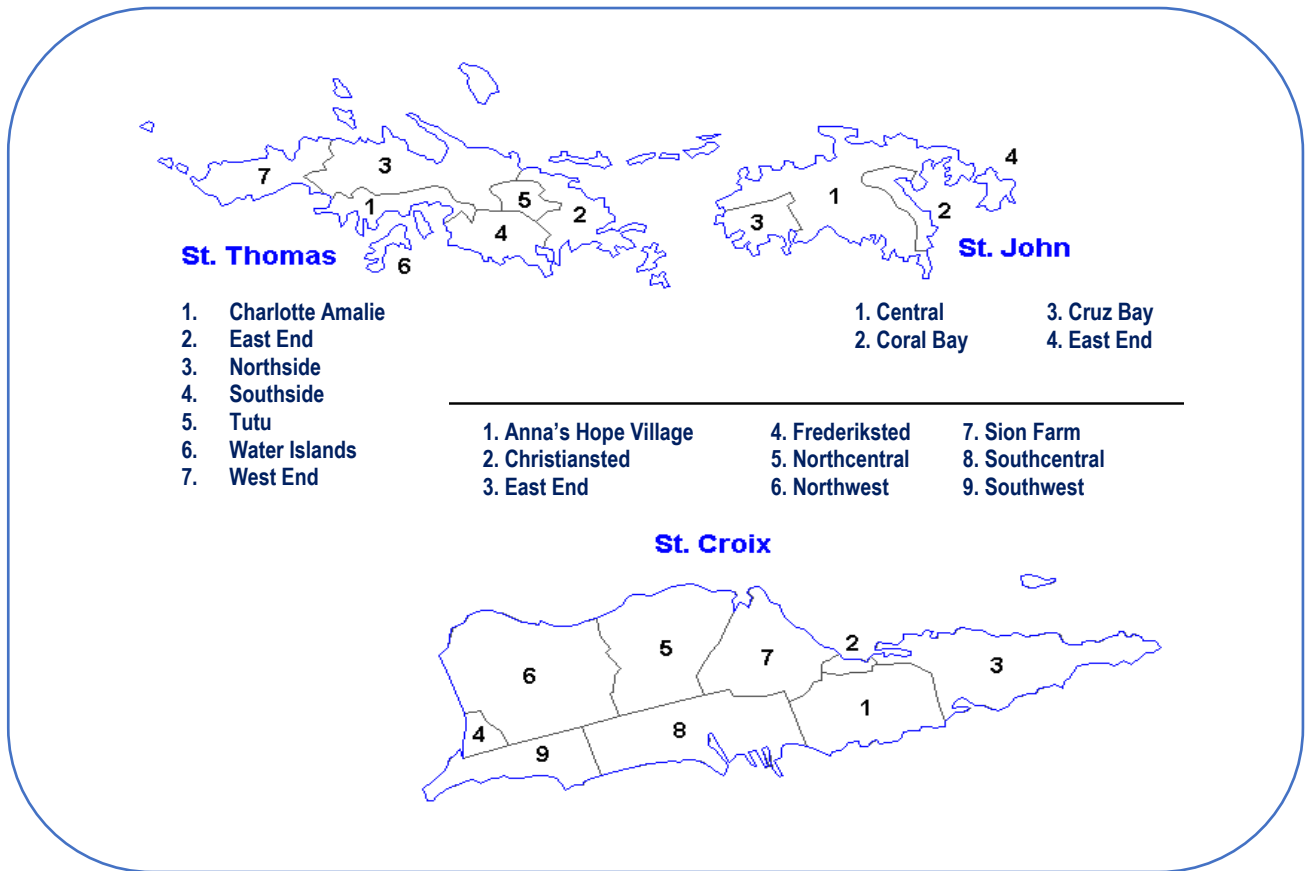 3
4
7
1
5
1
2
2
3
4
St. Thomas
St. John
6
1. Charlotte Amalie
2. East End
3. Northside
4. Southside
5. Tutu
6. Water Islands
7. West End
1. Central
3. Cruz Bay
2. Coral Bay
4. East End
1. Anna’s Hope Village
4. Frederiksted
7. Sion Farm
2. Christiansted
5. Northcentral
8. Southcentral
3. East End
6. Northwest
9. Southwest
St. Croix
2
5
7
3
6
1
4
8
9